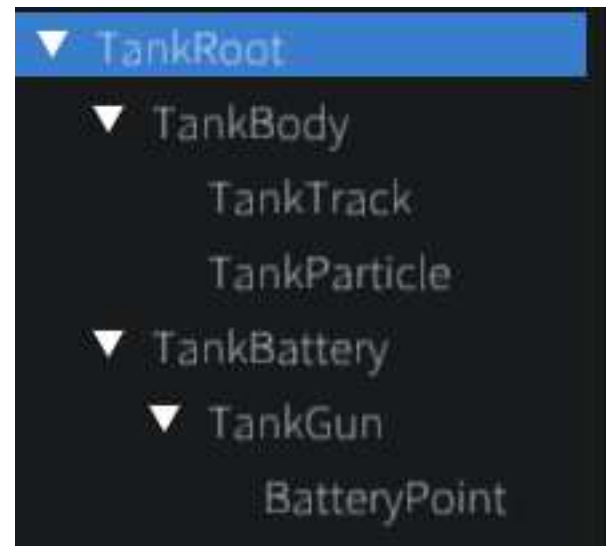 TankRoot
TankBody
TankTrack
TankParticle
TankBattery
TankGun
BatteryPoint